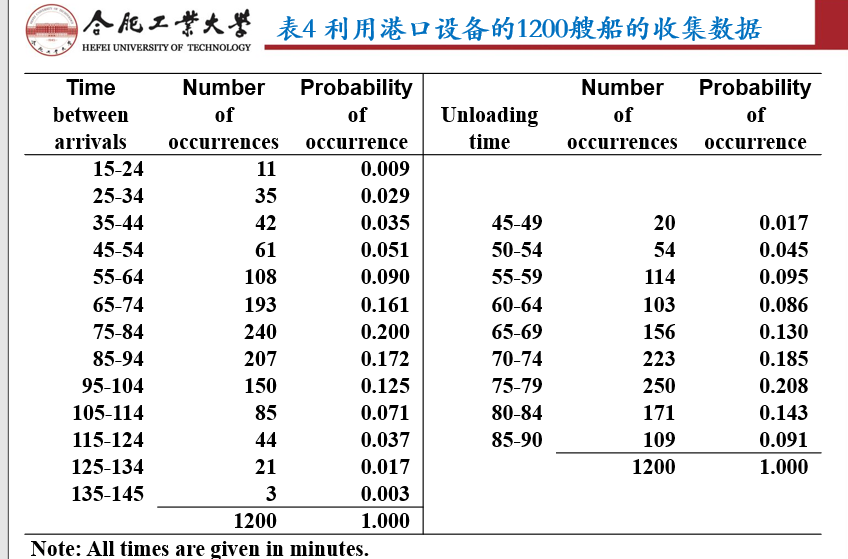 合肥工业大学
HEFEI UNIVERSITY OF TECHNOLOGY
表4 利用港口设备的1200艘船的收集数据
Time between arrivals Number of occurrences Probability of occurrence Unloading time Number of occurrences Probability of occurrence
15-24 11 0.009
25-34 35 0.029
35-44 42 0.035 45-49 20 0.017
45-54 61 0.051 50-54 54 0.045
55-64 108 0.090 55-59 114 0.095
65-74 193 0.161 60-64 103 0.086
75-84 240 0.200 65-69 156 0.130
85-94 207 0.172 70-74 223 0.185
95-104 150 0.125 75-79 250 0.208
105-114 85 0.071 80-84 171 0.143
115-124 44 0.037 85-90 109 0.091
125-134 21 0.017 1200 1.000
135-145 3 0.003
1200 1.000
Note: All times are given in minutes.